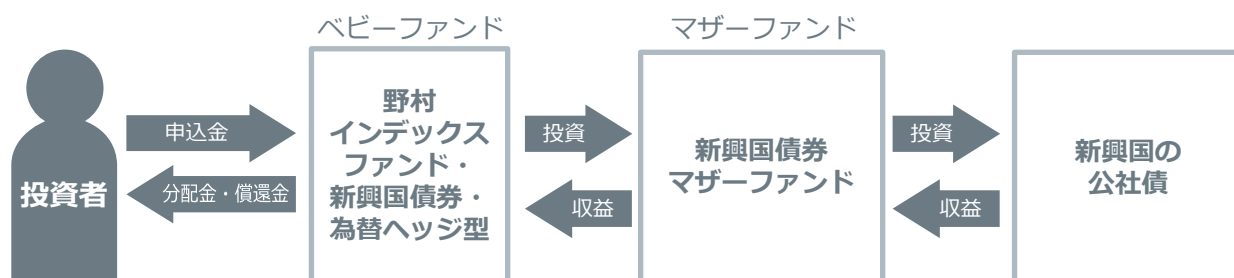 ベビーファンド
マザーファンド
投資者
申込金
分配金・償還金
野村
インデックス
ファンド・
新興国債券・
為替ヘッジ型
投資
収益
新興国債券
マザーファンド
投資
収益
新興国の
公社債